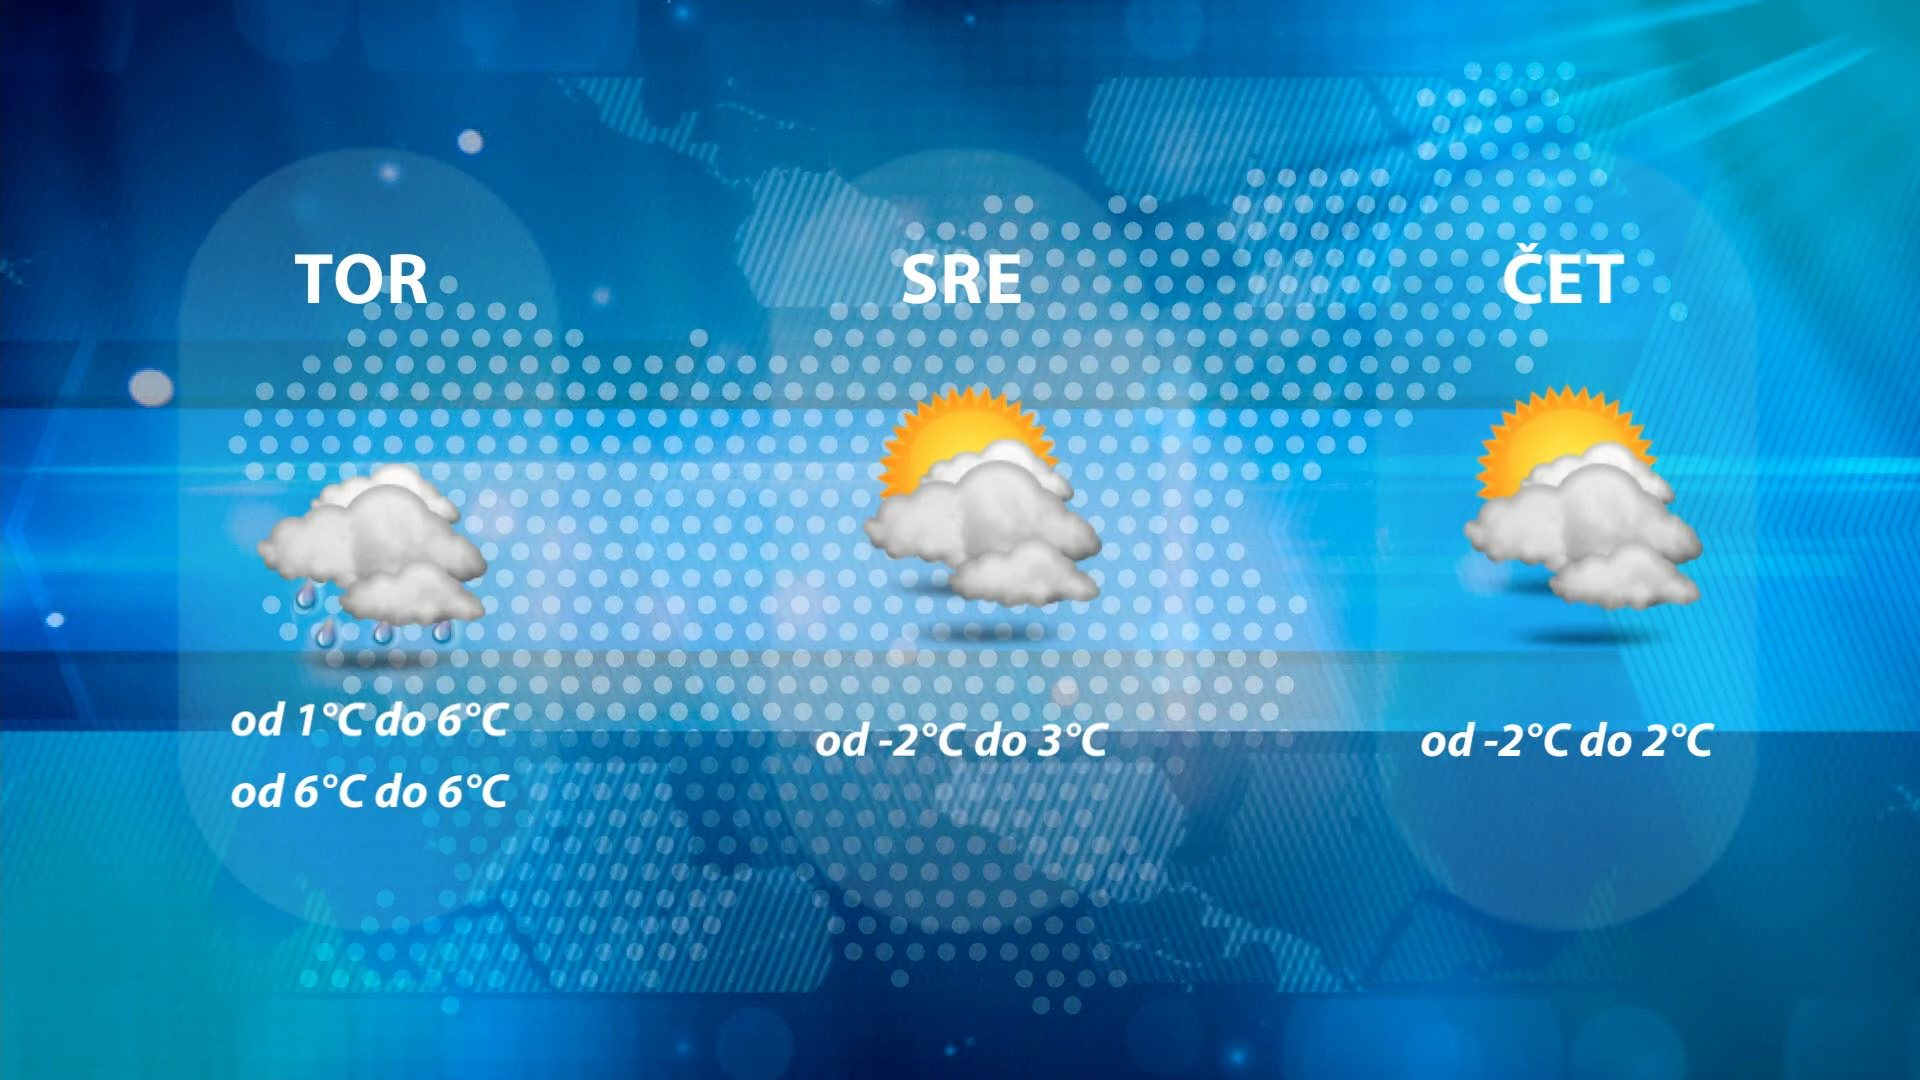 TOR
od 1°C do 6°C
od 6°C do 6°C
SRE
od -2°C do 3°C
ČET
od -2°C do 2°C